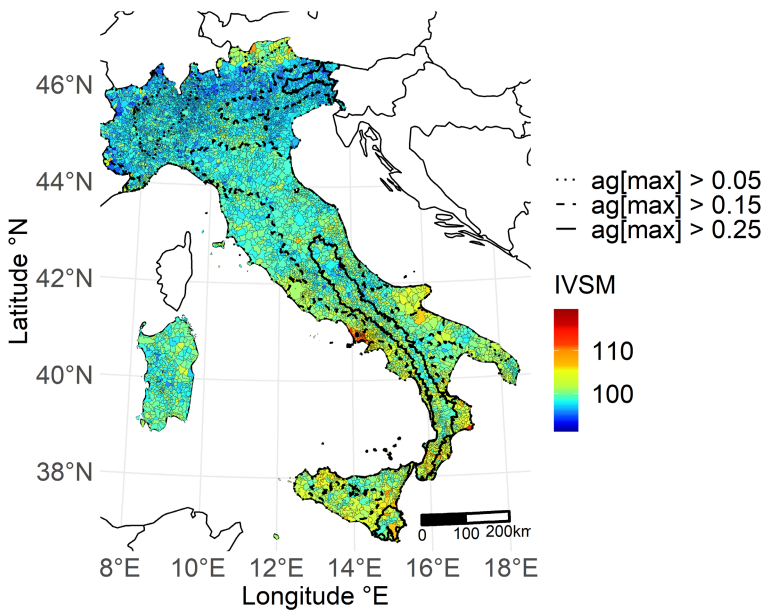 46°N
44°N
42°N
40°N
38°N
Latitude °N
8°E 10°E 12°E 14°E 16°E 18°E
Longitude °E
0 100 200km
ag[max] > 0.05
ag[max] > 0.15
ag[max] > 0.25
IVSM
110
100